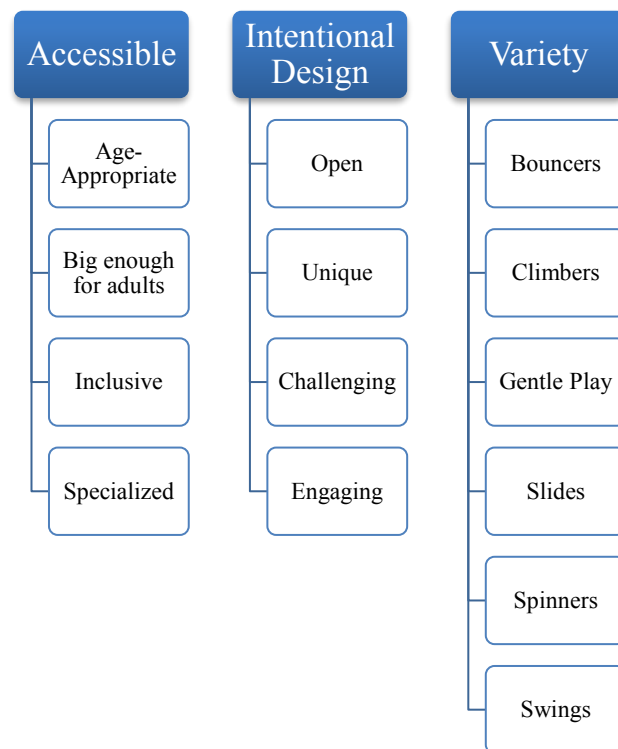 Accessible
Age-
Appropriate
Big enough
for adults
Inclusive
Specialized
Intentional
Design
Open
Unique
Challenging
Engaging
Variety
Bouncers
Climbers
Gentle Play
Slides
Spinners
Swings